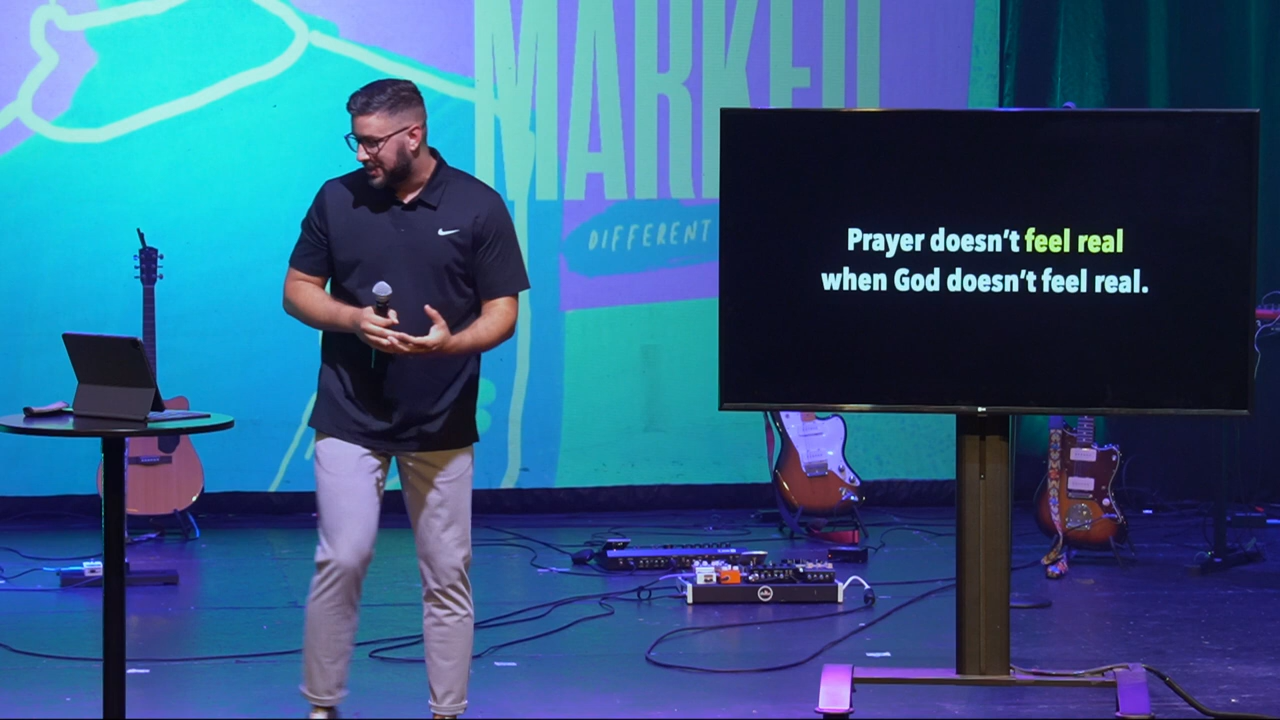 MARKED
DIFFERENT
Prayer doesn't feel real
when God doesn't feel real.